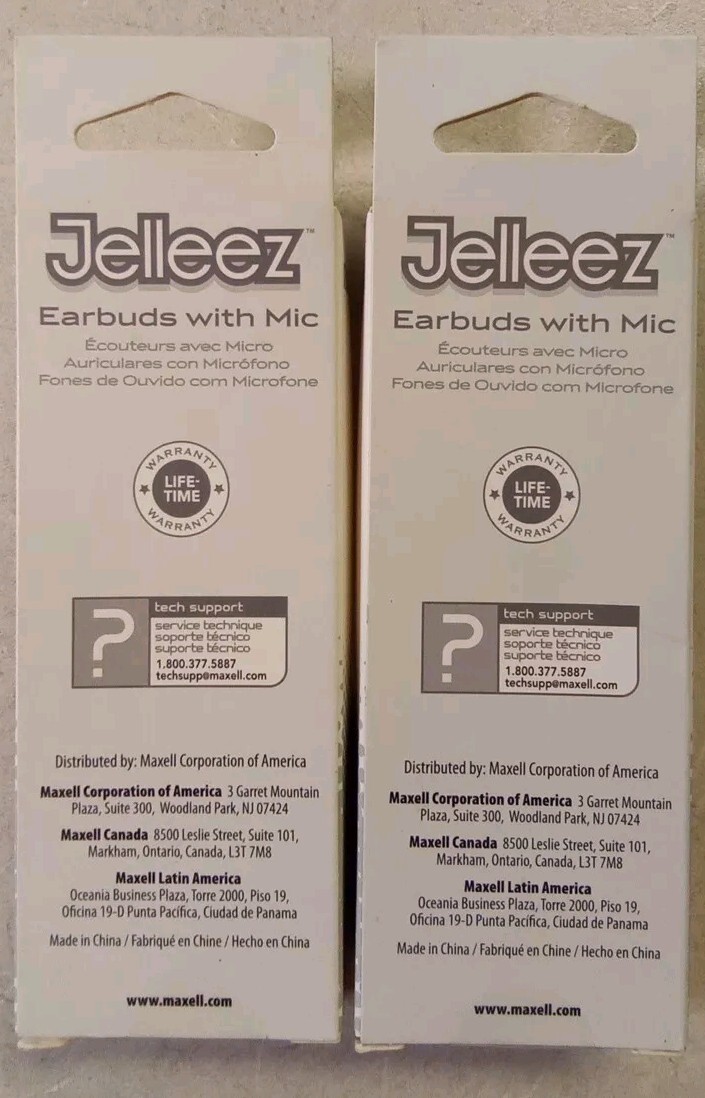 Jelleez™
Earbuds with Mic
Écouteurs avec Micro
Auriculares con Micrófono
Fones de Ouvido com Microfone
WARRANTY
LIFE-
TIME
WARRANTY
?
tech support
service technique
soporte técnico
suporte técnico
1.800.377.5887
techsupp@maxell.com
Distributed by: Maxell Corporation of America
Maxell Corporation of America 3 Garret Mountain
Plaza, Suite 300, Woodland Park, NJ 07424
Maxell Canada 8500 Leslie Street, Suite 101,
Markham, Ontario, Canada, L3T 7M8
Maxell Latin America
Oceania Business Plaza, Torre 2000, Piso 19,
Oficina 19-D Punta Pacífica, Ciudad de Panama
Made in China / Fabriqué en Chine / Hecho en China
www.maxell.com
Jelleez™
Earbuds with Mic
Écouteurs avec Micro
Auriculares con Micrófono
Fones de Ouvido com Microfone
WARRANTY
LIFE-
TIME
WARRANTY
?
tech support
service technique
soporte técnico
suporte técnico
1.800.377.5887
techsupp@maxell.com
Distributed by: Maxell Corporation of America
Maxell Corporation of America 3 Garret Mountain
Plaza, Suite 300, Woodland Park, NJ 07424
Maxell Canada 8500 Leslie Street, Suite 101,
Markham, Ontario, Canada, L3T 7M8
Maxell Latin America
Oceania Business Plaza, Torre 2000, Piso 19,
Oficina 19-D Punta Pacífica, Ciudad de Panama
Made in China / Fabriqué en Chine / Hecho en China
www.maxell.com